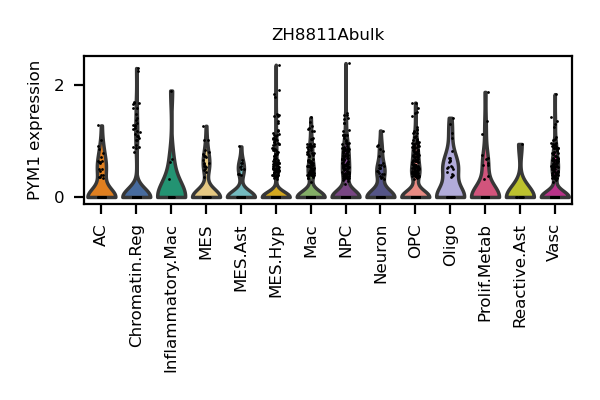 ZH8811Abulk
PYM1 expression
2
0
AC
Chromatin.Reg
Inflammatory.Mac
MES
MES.Ast
MES.Hyp
Mac
NPC
Neuron
OPC
Oligo
Prolif.Metab
Reactive.Ast
Vasc